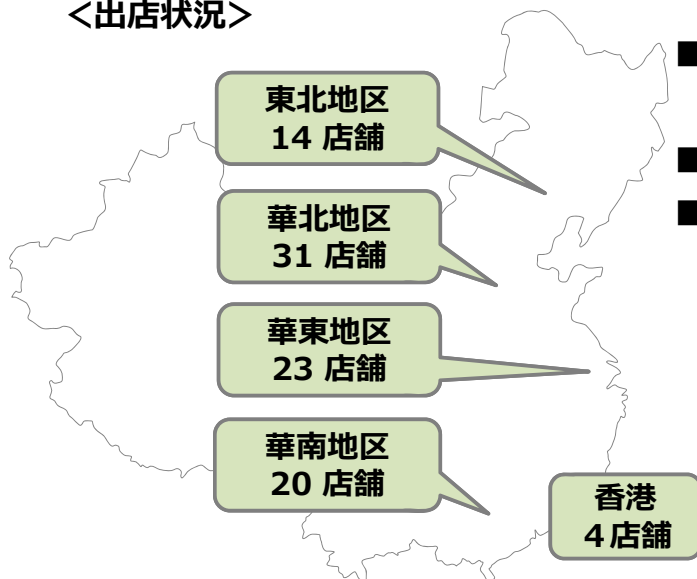 <出店状況>
東北地区
14 店舗
華北地区
31 店舗
華東地区
23 店舗
華南地区
20 店舗
香港
4店舗